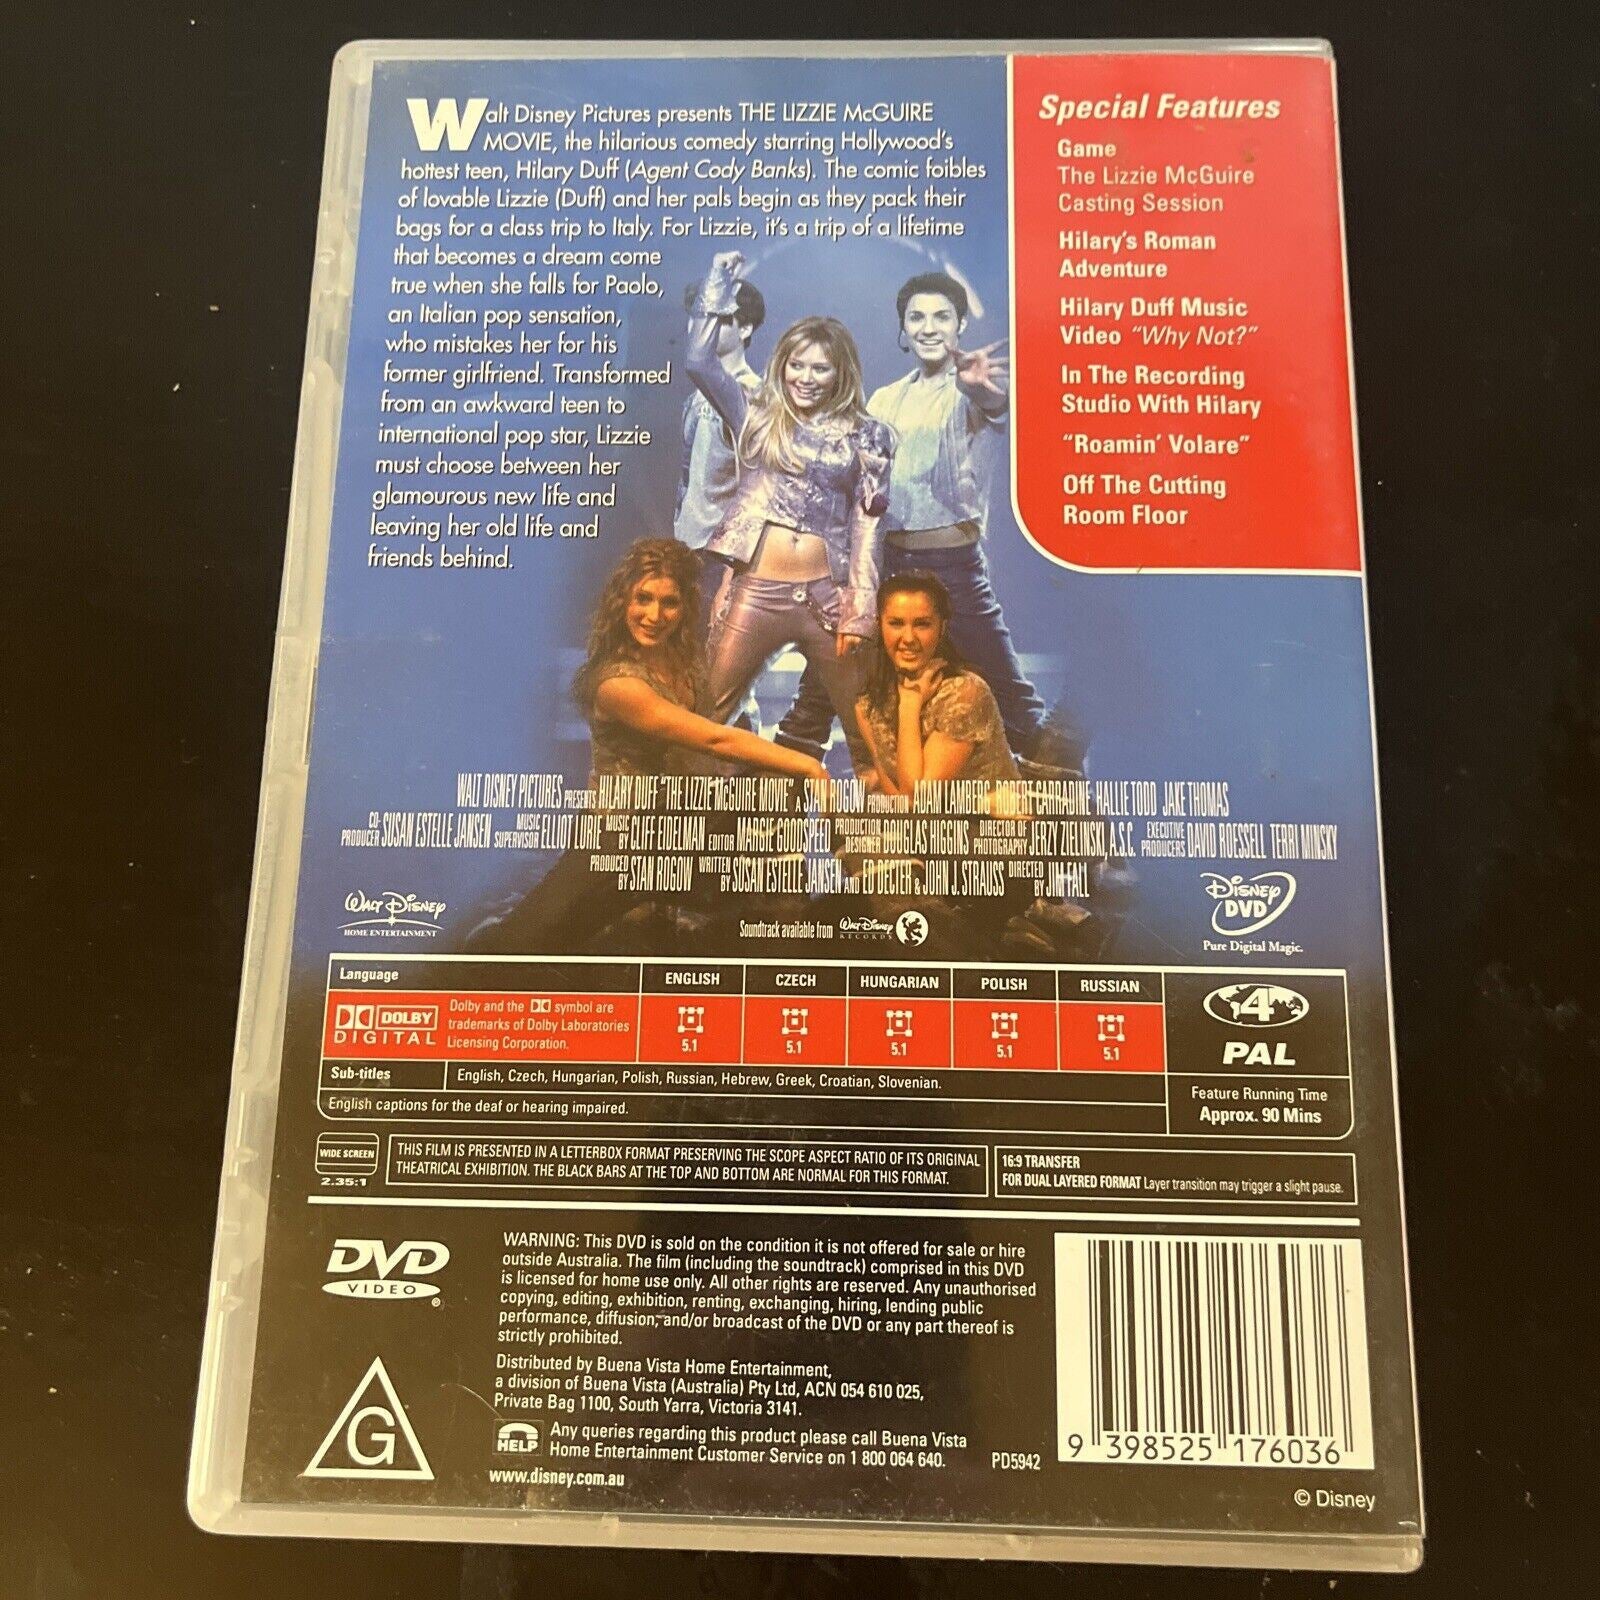 Walt Disney Pictures presents THE LIZZIE McGUIRE
MOVIE, the hilarious comedy starring Hollywood's
hottest teen, Hilary Duff (Agent Cody Banks). The comic foibles
of lovable Lizzie (Duff) and her pals begin as they pack their
bags for a class trip to Italy. For Lizzie, it's a trip of a lifetime
that becomes a dream come
true when she falls for Paolo,
an Italian pop sensation,
who mistakes her for his
former girlfriend. Transformed
from an awkward teen to
international pop star, Lizzie
must choose between her
glamourous new life and
leaving her old life and
friends behind.
Special Features
Game
The Lizzie McGuire
Casting Session
Hilary's Roman
Adventure
Hilary Duff Music
Video "Why Not?"
In The Recording
Studio With Hilary
"Roamin' Volare"
Off The Cutting
Room Floor
WALT DISNEY PICTURES PRESENTS HILARY DUFF "THE LIZZIE McGUIRE MOVIE" A STAN ROGOW PRODUCTION ADAM LAMBERG ROBERT CARRADINE HALLIE TODD JAKE THOMAS
CO-PRODUCER SUSAN ESTELLE JANSEN MUSIC SUPERVISOR ELLIOT LURIE MUSIC BY CLIFF EIDELMAN EDITOR MARGIE GOODSPEED PRODUCTION DESIGNER DOUGLAS HIGGINS DIRECTOR OF PHOTOGRAPHY JERZY ZIELINSKI, A.S.C. EXECUTIVE PRODUCERS DAVID ROESSELL TERRI MINSKY
PRODUCED BY STAN ROGOW WRITTEN BY SUSAN ESTELLE JANSEN AND ED DECTER & JOHN J. STRAUSS DIRECTED BY JIM FALL
WALT DISNEY
HOME ENTERTAINMENT
Soundtrack available from WALT DISNEY RECORDS
DISNEY
DVD
Pure Digital Magic.
Language ENGLISH CZECH HUNGARIAN POLISH RUSSIAN
DOLBY
DIGITAL
Dolby and the symbol are
trademarks of Dolby Laboratories
Licensing Corporation.
5.1 5.1 5.1 5.1 5.1
Sub-titles English, Czech, Hungarian, Polish, Russian, Hebrew, Greek, Croatian, Slovenian.
English captions for the deaf or hearing impaired.
4
PAL
Feature Running Time
Approx. 90 Mins
WIDE SCREEN
2.35:1
THIS FILM IS PRESENTED IN A LETTERBOX FORMAT PRESERVING THE SCOPE ASPECT RATIO OF ITS ORIGINAL
THEATRICAL EXHIBITION. THE BLACK BARS AT THE TOP AND BOTTOM ARE NORMAL FOR THIS FORMAT.
16:9 TRANSFER
FOR DUAL LAYERED FORMAT Layer transition may trigger a slight pause.
DVD
VIDEO
®
WARNING: This DVD is sold on the condition it is not offered for sale or hire
outside Australia. The film (including the soundtrack) comprised in this DVD
is licensed for home use only. All other rights are reserved. Any unauthorised
copying, editing, exhibition, renting, exchanging, hiring, lending public
performance, diffusion, and/or broadcast of the DVD or any part thereof is
strictly prohibited.
Distributed by Buena Vista Home Entertainment,
a division of Buena Vista (Australia) Pty Ltd, ACN 054 610 025,
Private Bag 1100, South Yarra, Victoria 3141.
HELP
Any queries regarding this product please call Buena Vista
Home Entertainment Customer Service on 1 800 064 640.
www.disney.com.au
PD5942
G
9 398525 176036
© Disney